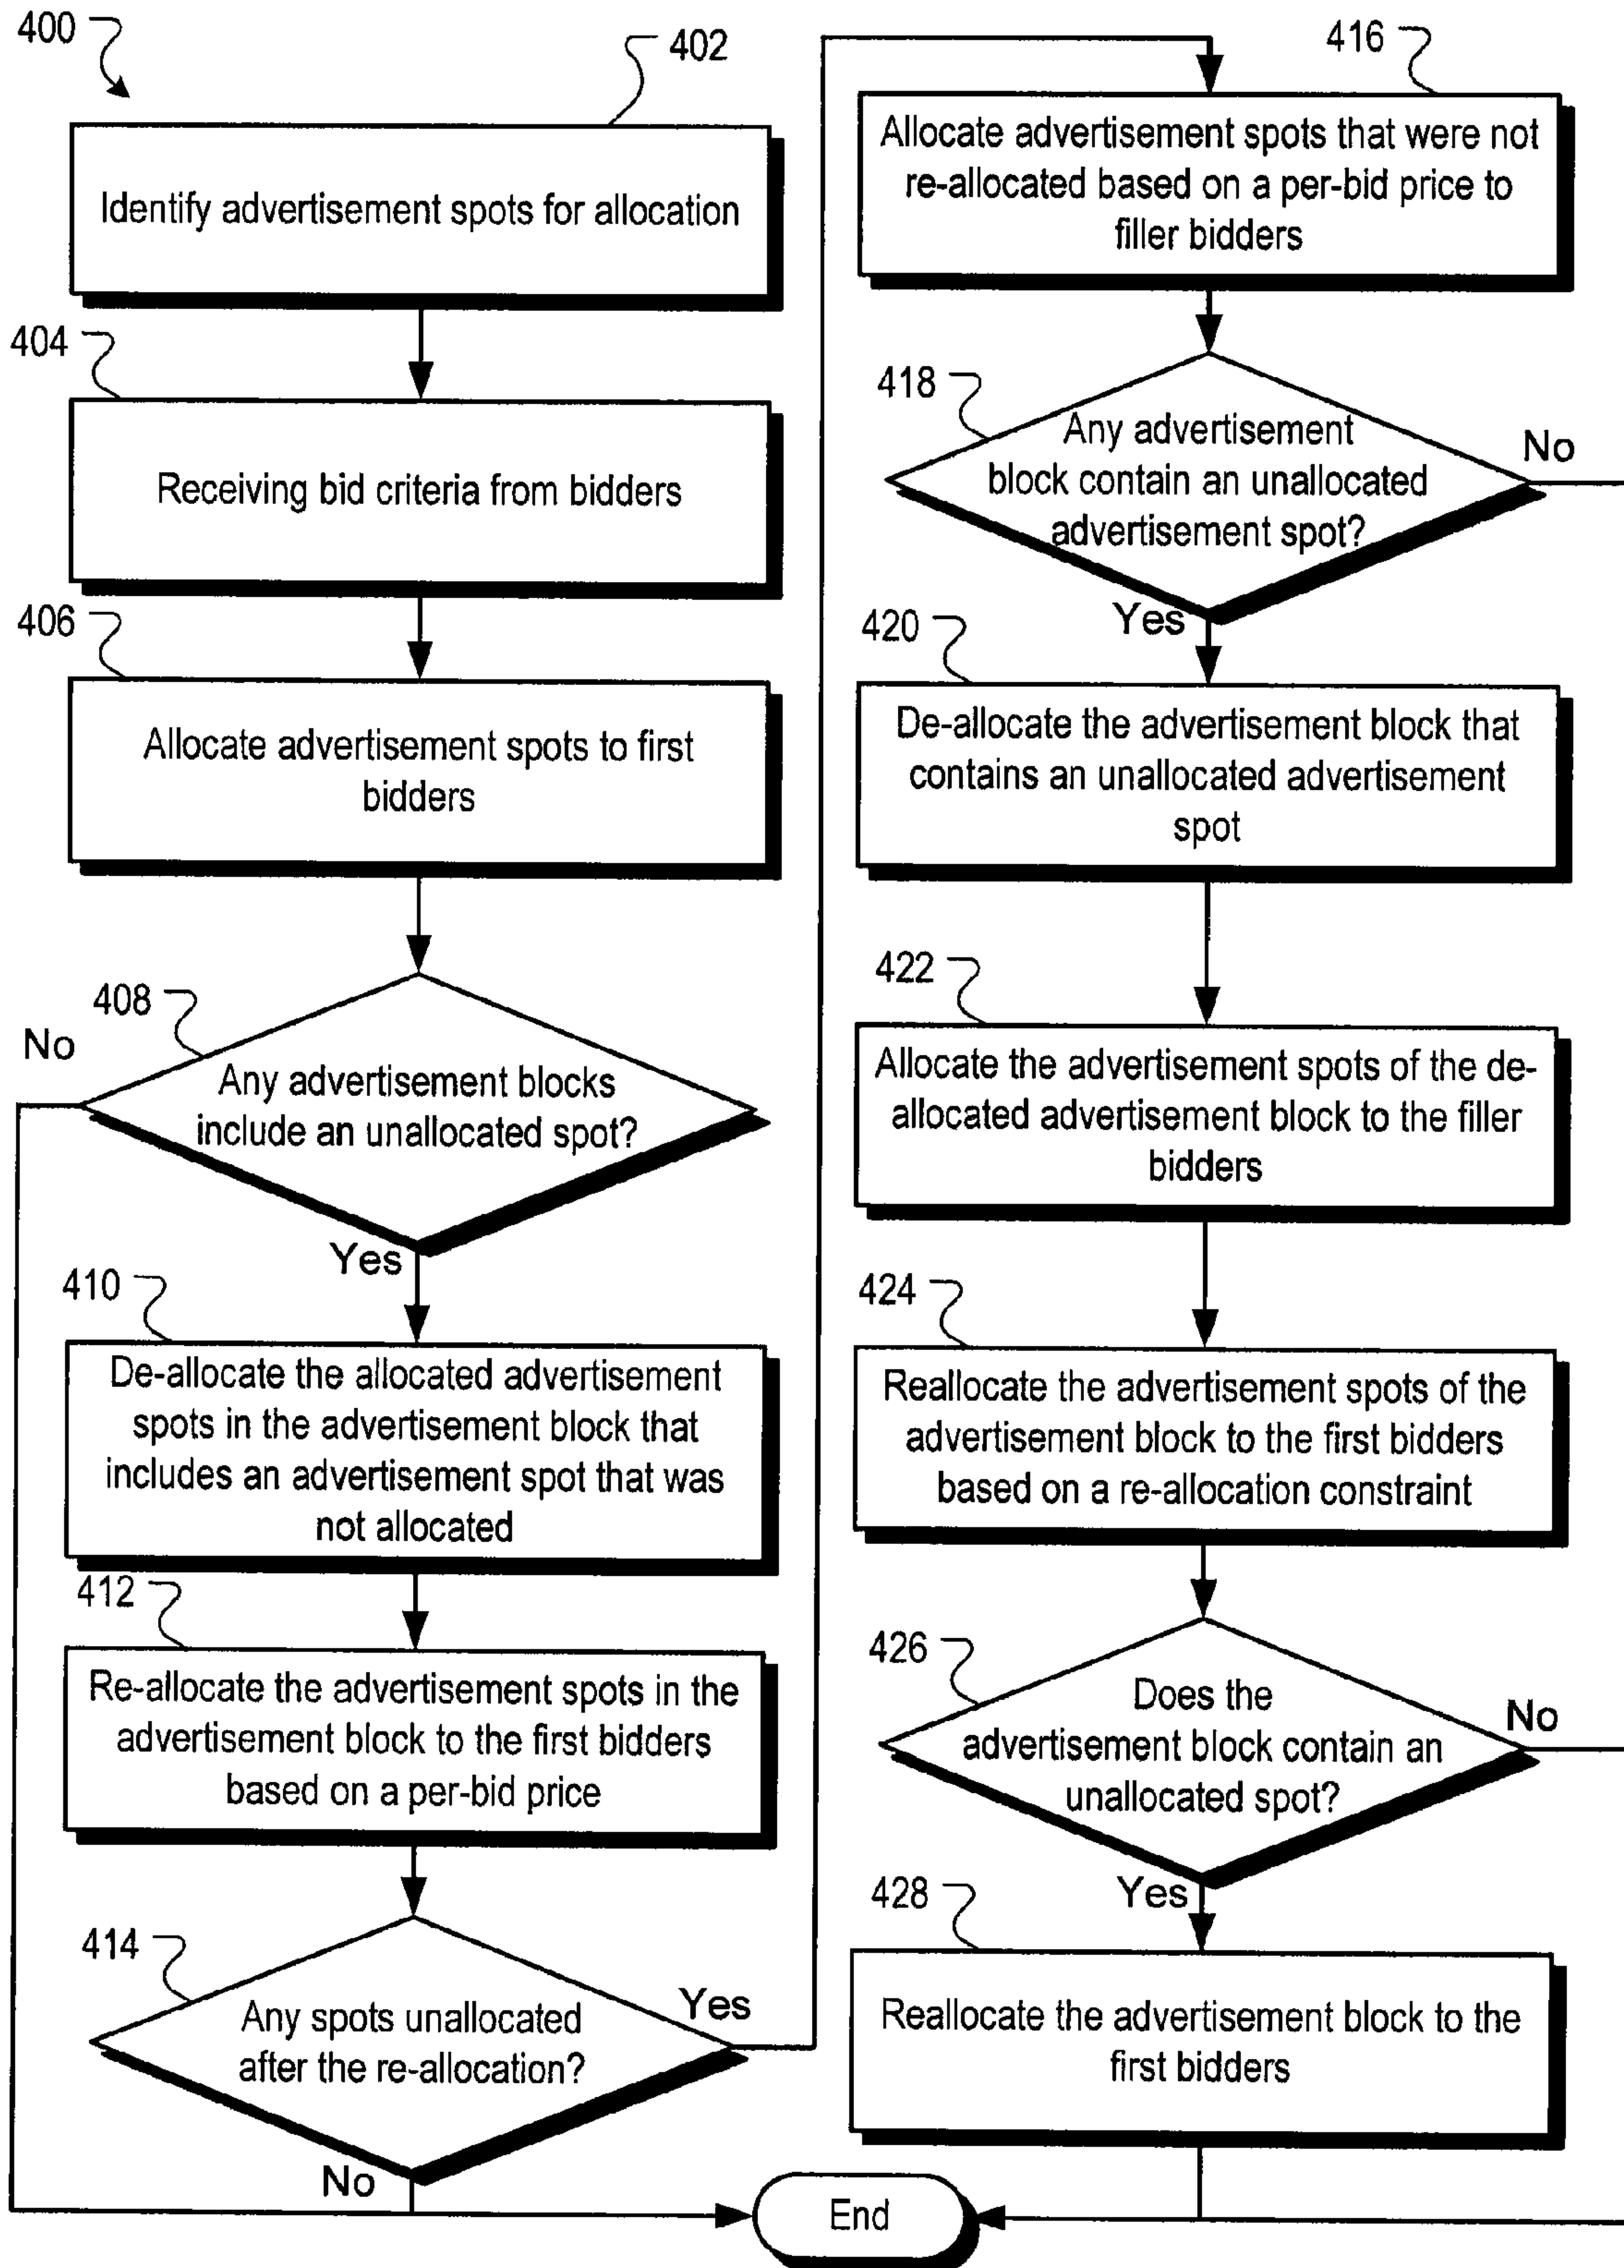 400
402
Identify advertisement spots for allocation
404
Receiving bid criteria from bidders
406
Allocate advertisement spots to first
bidders
408
No
Any advertisement blocks
include an unallocated spot?
Yes
410
De-allocate the allocated advertisement
spots in the advertisement block that
includes an advertisement spot that was
not allocated
412
Re-allocate the advertisement spots in the
advertisement block to the first bidders
based on a per-bid price
414
Any spots unallocated
after the re-allocation?
Yes
No
416
Allocate advertisement spots that were not
re-allocated based on a per-bid price to
filler bidders
418
Any advertisement
block contain an unallocated
advertisement spot?
No
Yes
420
De-allocate the advertisement block that
contains an unallocated advertisement
spot
422
Allocate the advertisement spots of the de-
allocated advertisement block to the filler
bidders
424
Reallocate the advertisement spots of the
advertisement block to the first bidders
based on a re-allocation constraint
426
Does the
advertisement block contain an
unallocated spot?
No
Yes
428
Reallocate the advertisement block to the
first bidders
End